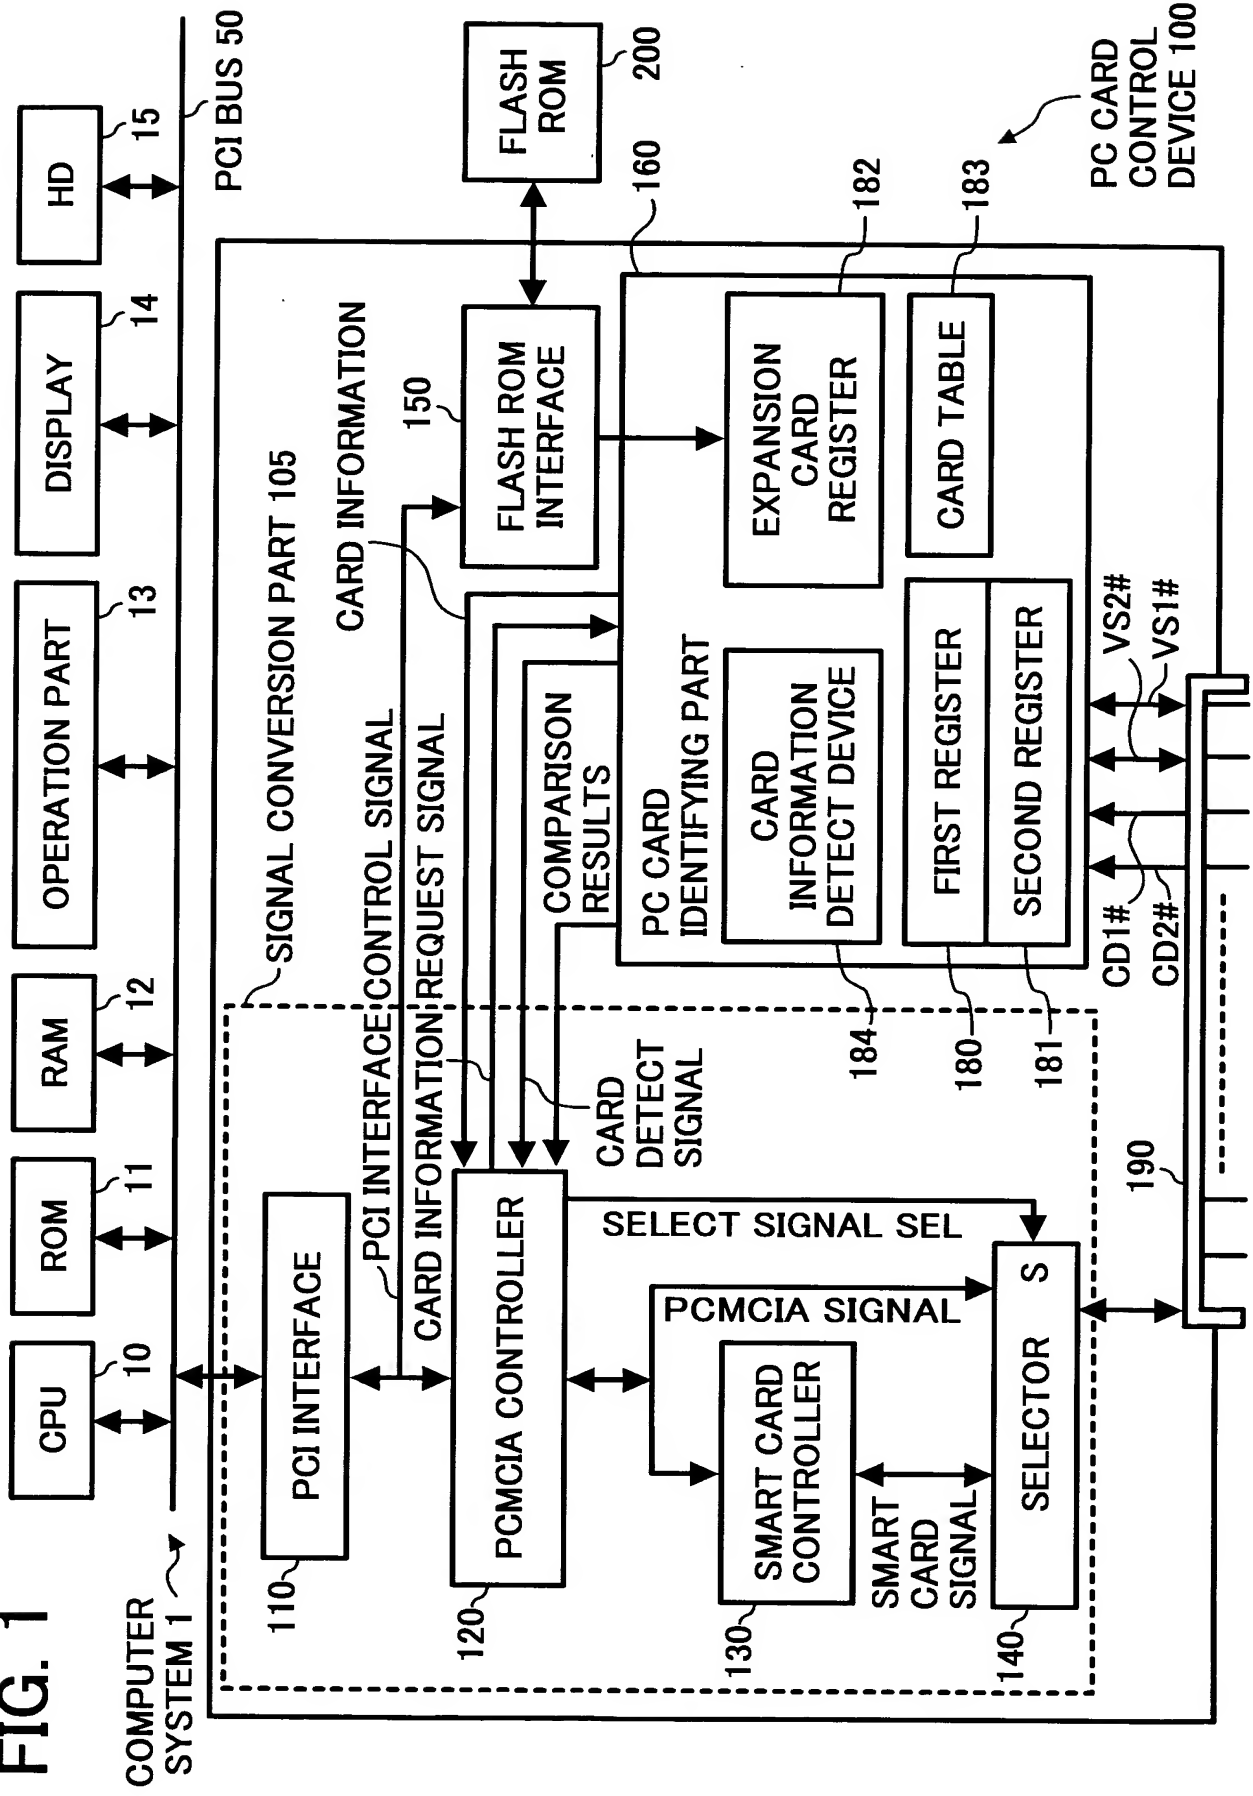 FIG. 1
COMPUTER
SYSTEM 1
CPU
10
ROM
11
RAM
12
OPERATION PART
13
DISPLAY
14
HD
15
PCI BUS 50
SIGNAL CONVERSION PART 105
PCI INTERFACE
110
PCI INTERFACE CONTROL SIGNAL
CARD INFORMATION REQUEST SIGNAL
CARD INFORMATION
PCMCIA CONTROLLER
120
CARD
DETECT
SIGNAL
COMPARISON
RESULTS
FLASH ROM
INTERFACE
150
FLASH
ROM
200
SELECT SIGNAL SEL
PCMCIA SIGNAL
SMART CARD
CONTROLLER
130
SMART
CARD
SIGNAL
SELECTOR
S
140
PC CARD
IDENTIFYING PART
160
CARD
INFORMATION
DETECT DEVICE
184
EXPANSION
CARD
REGISTER
182
FIRST REGISTER
180
SECOND REGISTER
181
CARD TABLE
183
CD1#
CD2#
VS2#
VS1#
190
PC CARD
CONTROL
DEVICE 100